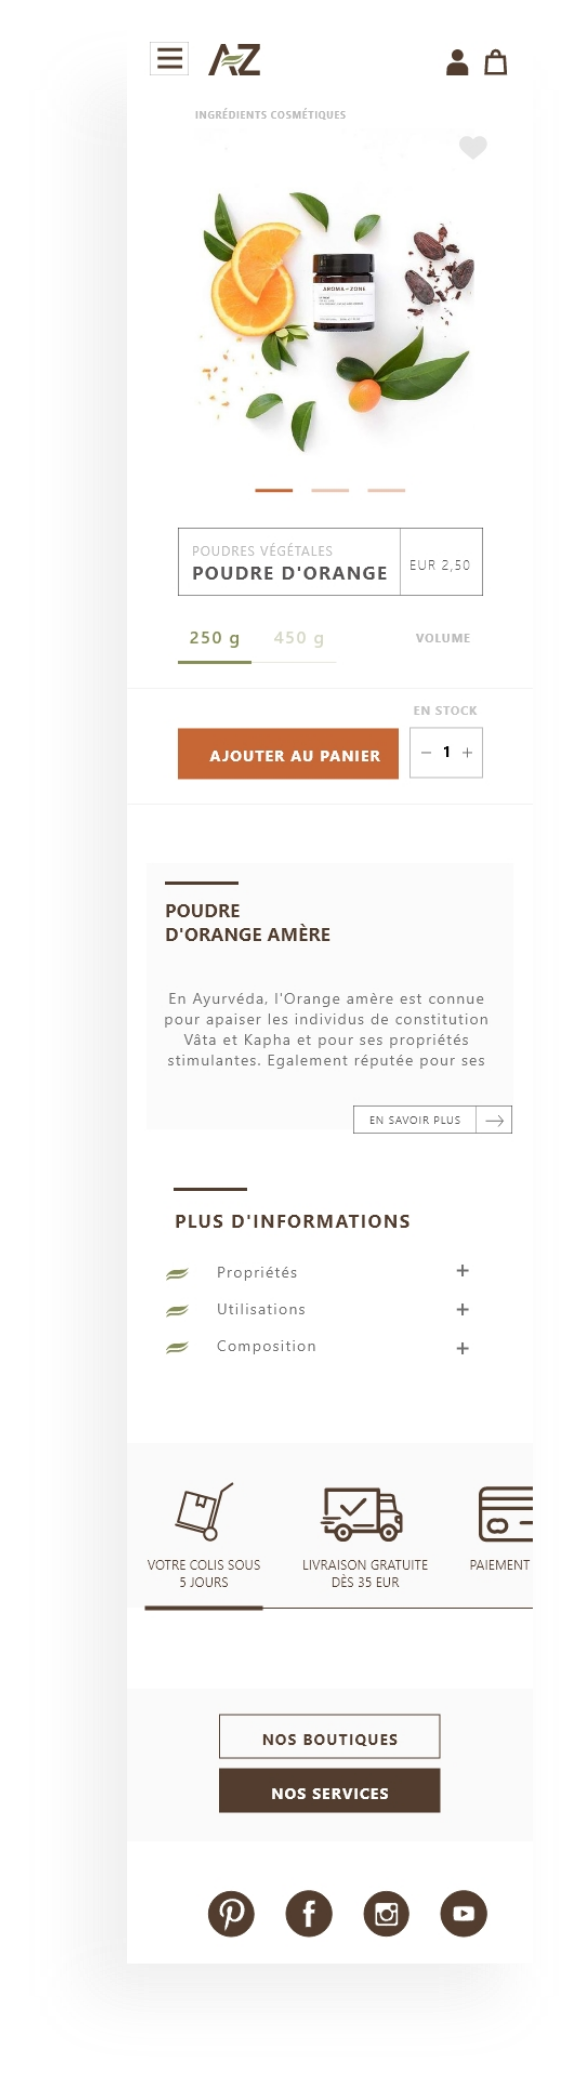 AZ
INGRÉDIENTS COSMÉTIQUES
AROMA-ZONE
POUDRES VÉGÉTALES
POUDRE D'ORANGE
EUR 2,50
250 g 450 g VOLUME
EN STOCK
AJOUTER AU PANIER
− 1 +
POUDRE
D'ORANGE AMÈRE
En Ayurvéda, l'Orange amère est connue
pour apaiser les individus de constitution
Vâta et Kapha et pour ses propriétés
stimulantes. Egalement réputée pour ses
EN SAVOIR PLUS
PLUS D'INFORMATIONS
Propriétés +
Utilisations +
Composition +
VOTRE COLIS SOUS
5 JOURS
LIVRAISON GRATUITE
DÈS 35 EUR
PAIEMENT
NOS BOUTIQUES
NOS SERVICES